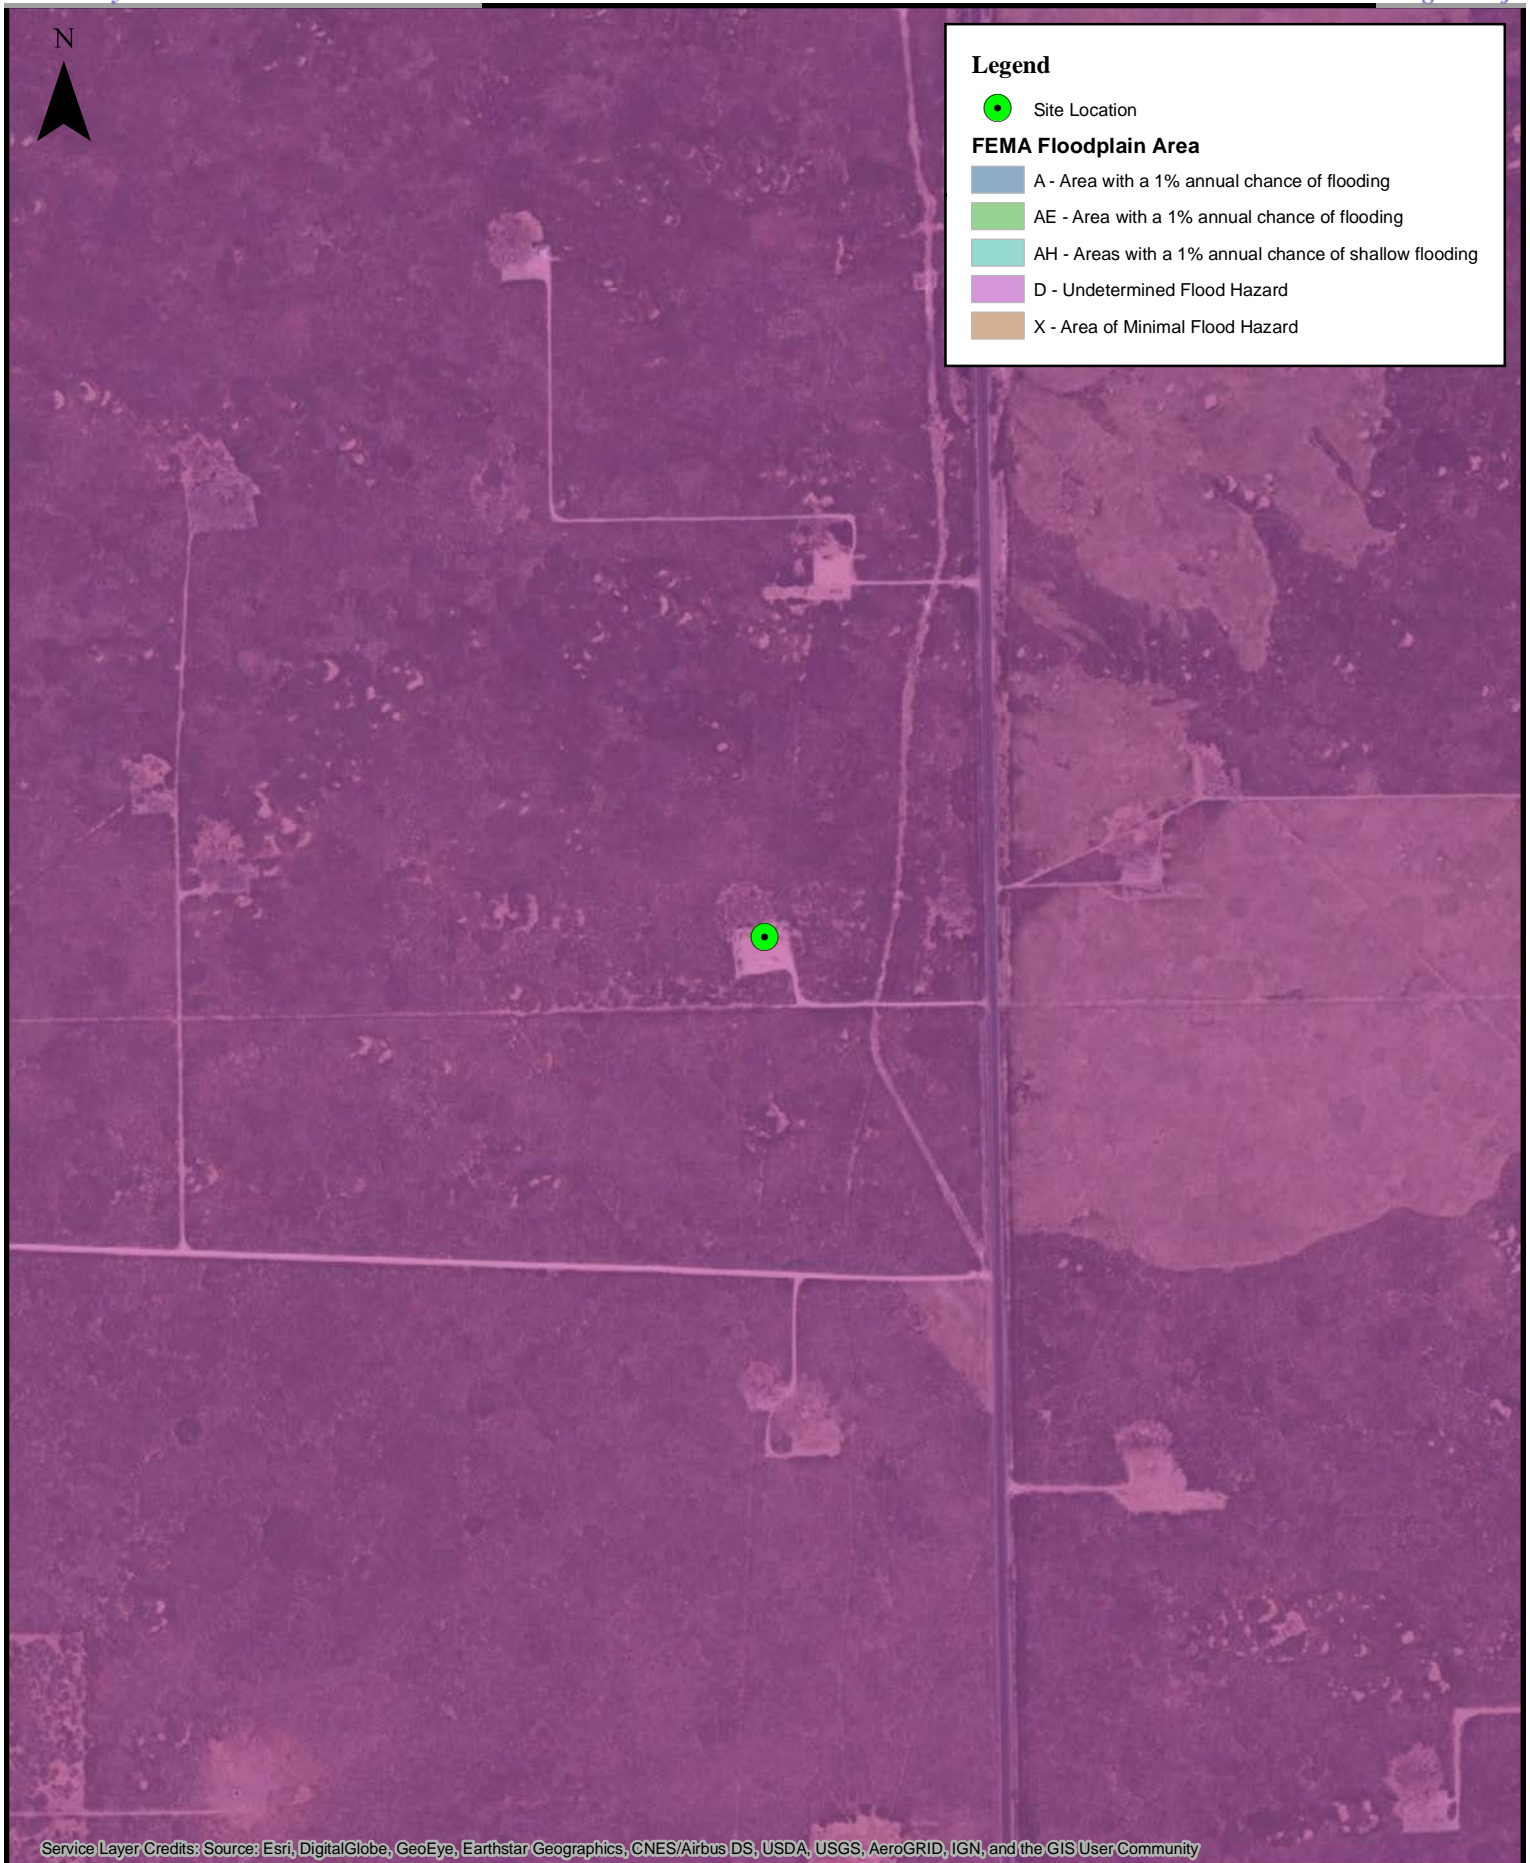 N
Legend
Site Location
FEMA Floodplain Area
A - Area with a 1% annual chance of flooding
AE - Area with a 1% annual chance of flooding
AH - Areas with a 1% annual chance of shallow flooding
D - Undetermined Flood Hazard
X - Area of Minimal Flood Hazard
Service Layer Credits: Source: Esri, DigitalGlobe, GeoEye, Earthstar Geographics, CNES/Airbus DS, USDA, USGS, AeroGRID, IGN, and the GIS User Community